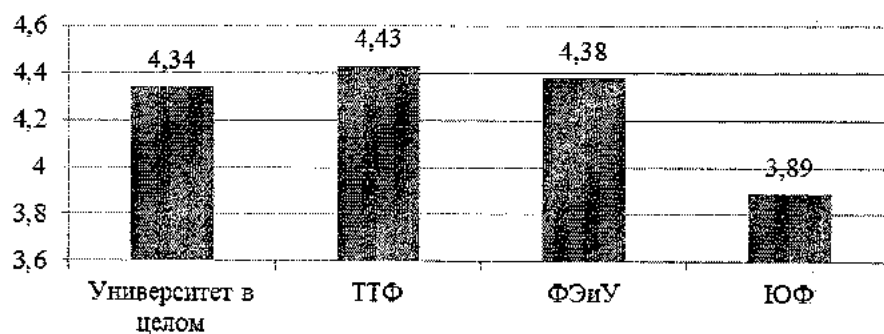 4,6
4,4
4,2
4
3,8
3,6
4,34
4,43
4,38
3,89
Университет в
целом
ТТФ
ФЭиУ
ЮФ